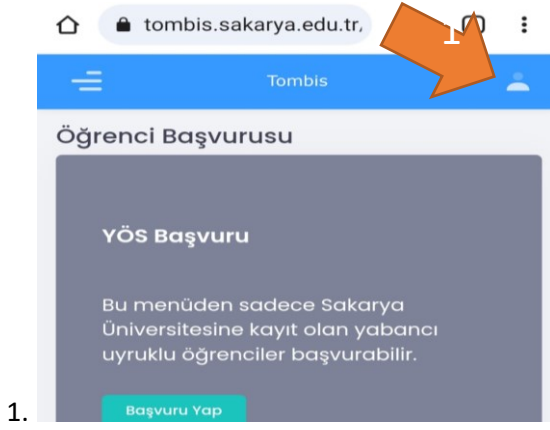 tombis.sakarya.edu.tr,
1
Tombis
Öğrenci Başvurusu
YÖS Başvuru
Bu menüden sadece Sakarya
Üniversitesine kayıt olan yabancı
uyruklu öğrenciler başvurabilir.
1.
Başvuru Yap